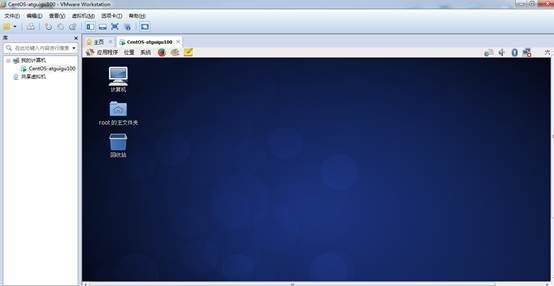 CentOS-atguigu100 - VMware Workstation
文件(F) 编辑(E) 查看(V) 虚拟机(M) 选项卡(T) 帮助(H)
库
在此处键入内容进行搜索
我的计算机
CentOS-atguigu100
共享虚拟机
主页 CentOS-atguigu100
应用程序 位置 系统 六
计算机
root 的主文件夹
回收站